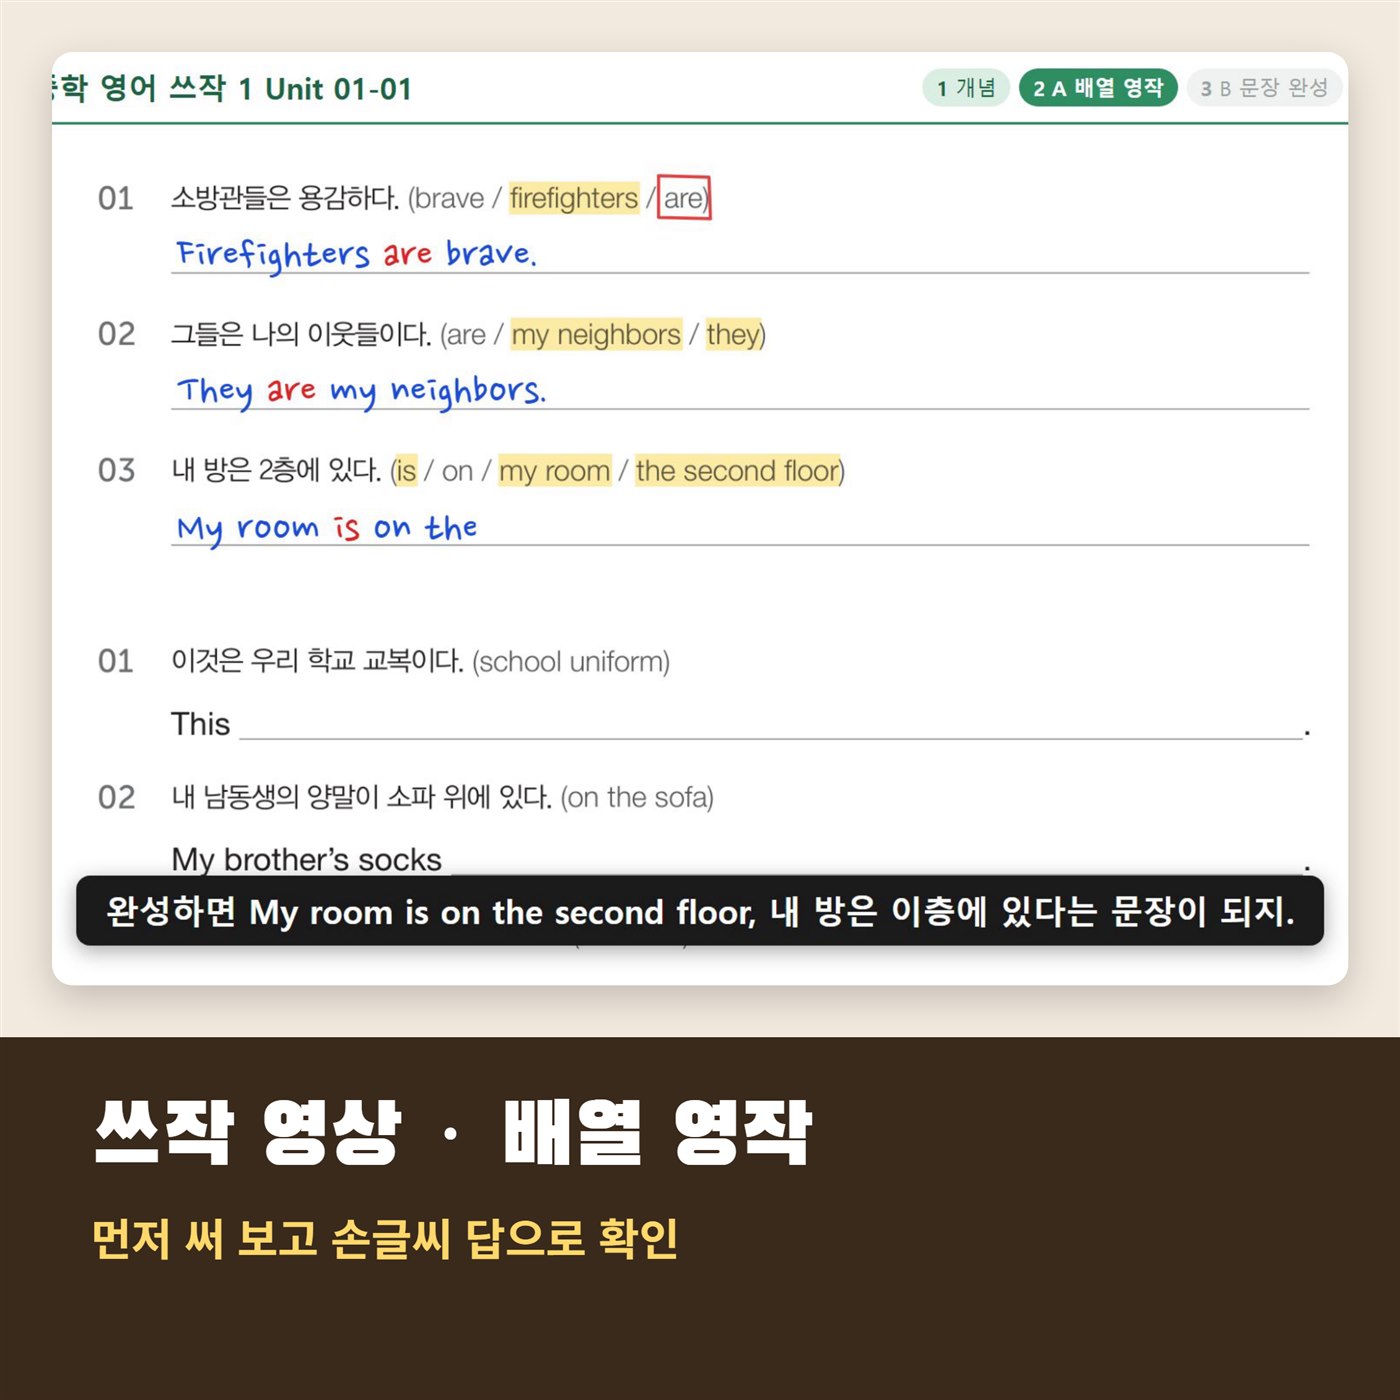 학 영어 쓰작 1 Unit 01-01
1 개념 2 A 배열 영작 3 B 문장 완성
01 소방관들은 용감하다. (brave / firefighters / are)
Firefighters are brave.
02 그들은 나의 이웃들이다. (are / my neighbors / they)
They are my neighbors.
03 내 방은 2층에 있다. (is / on / my room / the second floor)
My room is on the
01 이것은 우리 학교 교복이다. (school uniform)
This .
02 내 남동생의 양말이 소파 위에 있다. (on the sofa)
My brother’s socks .
완성하면 My room is on the second floor, 내 방은 이층에 있다는 문장이 되지.
쓰작 영상 · 배열 영작
먼저 써 보고 손글씨 답으로 확인